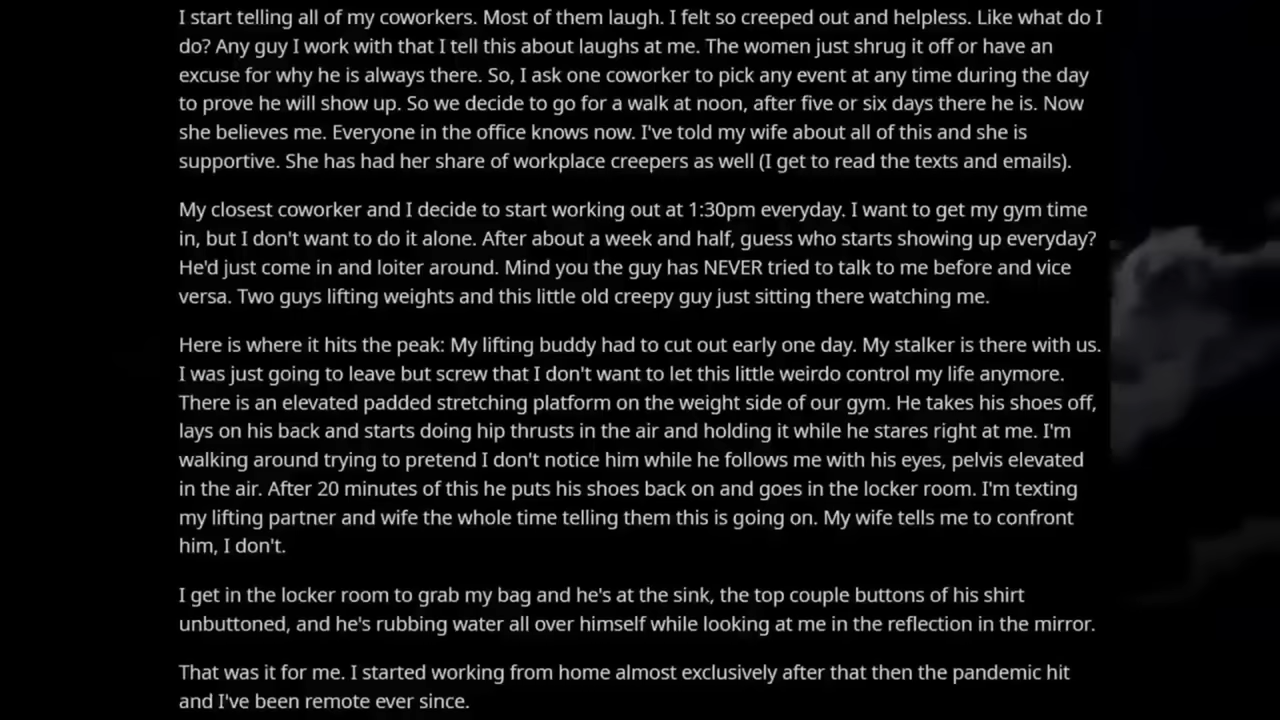 I start telling all of my coworkers. Most of them laugh. I felt so creeped out and helpless. Like what do I
do? Any guy I work with that I tell this about laughs at me. The women just shrug it off or have an
excuse for why he is always there. So, I ask one coworker to pick any event at any time during the day
to prove he will show up. So we decide to go for a walk at noon, after five or six days there he is. Now
she believes me. Everyone in the office knows now. I've told my wife about all of this and she is
supportive. She has had her share of workplace creepers as well (I get to read the texts and emails).
My closest coworker and I decide to start working out at 1:30pm everyday. I want to get my gym time
in, but I don't want to do it alone. After about a week and half, guess who starts showing up everyday?
He'd just come in and loiter around. Mind you the guy has NEVER tried to talk to me before and vice
versa. Two guys lifting weights and this little old creepy guy just sitting there watching me.
Here is where it hits the peak: My lifting buddy had to cut out early one day. My stalker is there with us.
I was just going to leave but screw that I don't want to let this little weirdo control my life anymore.
There is an elevated padded stretching platform on the weight side of our gym. He takes his shoes off,
lays on his back and starts doing hip thrusts in the air and holding it while he stares right at me. I'm
walking around trying to pretend I don't notice him while he follows me with his eyes, pelvis elevated
in the air. After 20 minutes of this he puts his shoes back on and goes in the locker room. I'm texting
my lifting partner and wife the whole time telling them this is going on. My wife tells me to confront
him, I don't.
I get in the locker room to grab my bag and he's at the sink, the top couple buttons of his shirt
unbuttoned, and he's rubbing water all over himself while looking at me in the reflection in the mirror.
That was it for me. I started working from home almost exclusively after that then the pandemic hit
and I've been remote ever since.